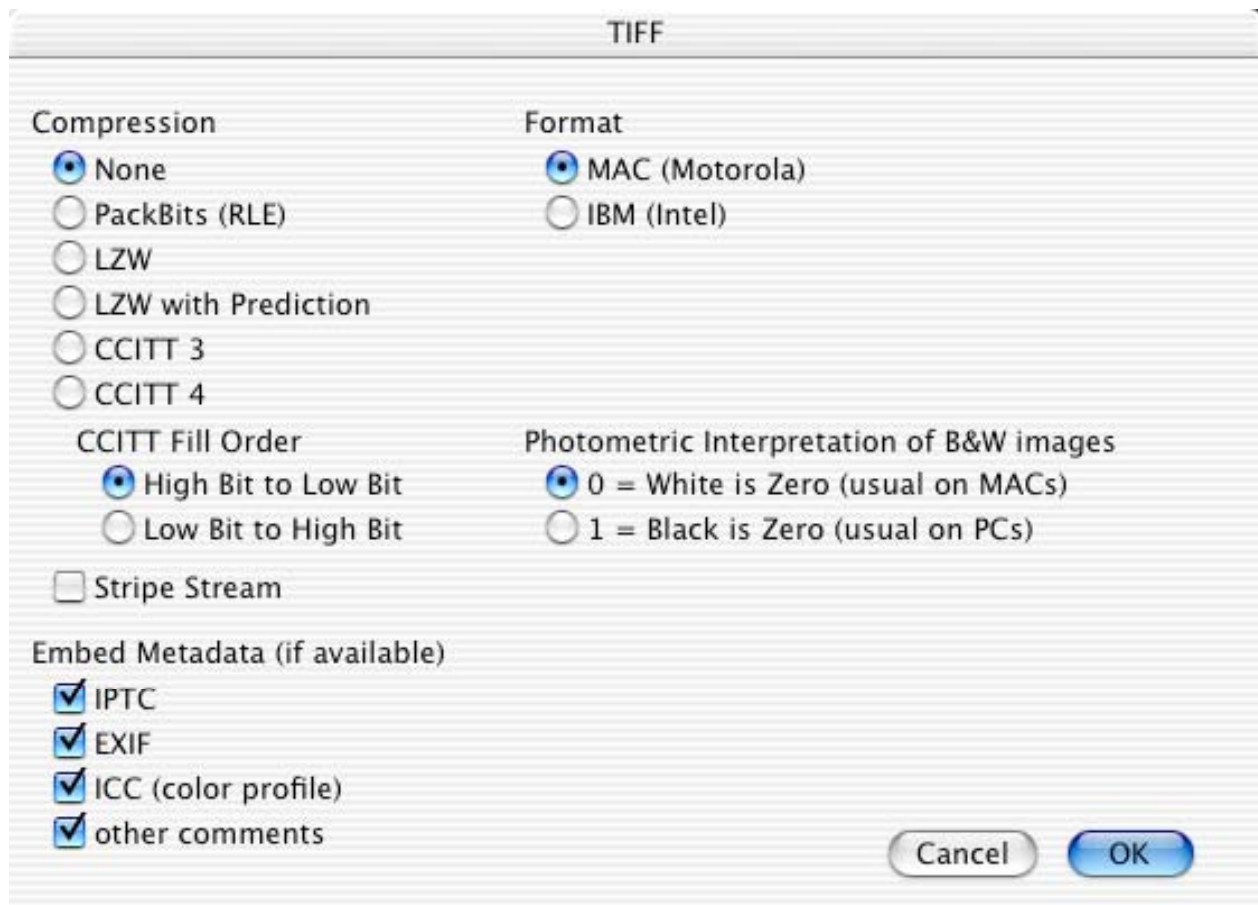 TIFF
Compression
None
PackBits (RLE)
LZW
LZW with Prediction
CCITT 3
CCITT 4
CCITT Fill Order
High Bit to Low Bit
Low Bit to High Bit
Stripe Stream
Format
MAC (Motorola)
IBM (Intel)
Photometric Interpretation of B&W images
0 = White is Zero (usual on MACs)
1 = Black is Zero (usual on PCs)
Embed Metadata (if available)
IPTC
EXIF
ICC (color profile)
other comments
Cancel
OK